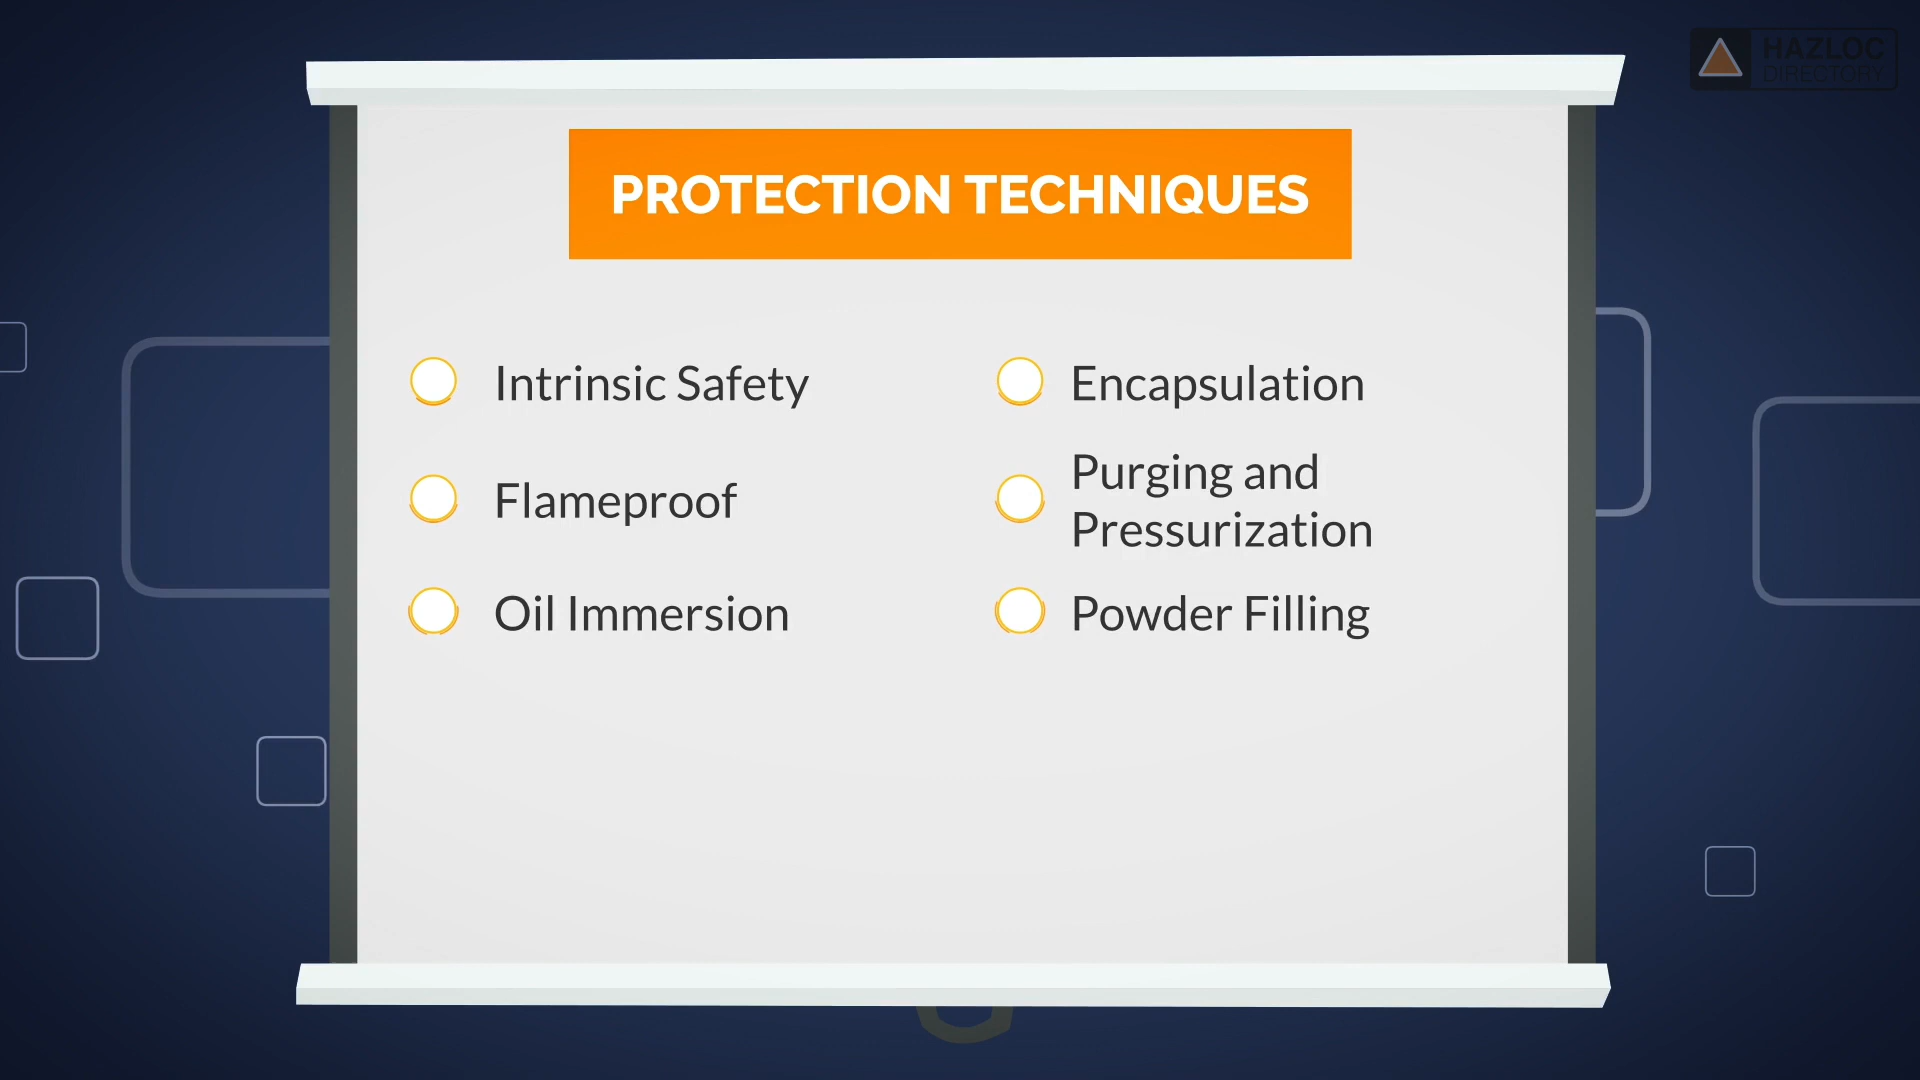 HAZLOC
DIRECTORY
PROTECTION TECHNIQUES
Intrinsic Safety
Flameproof
Oil Immersion
Encapsulation
Purging and
Pressurization
Powder Filling